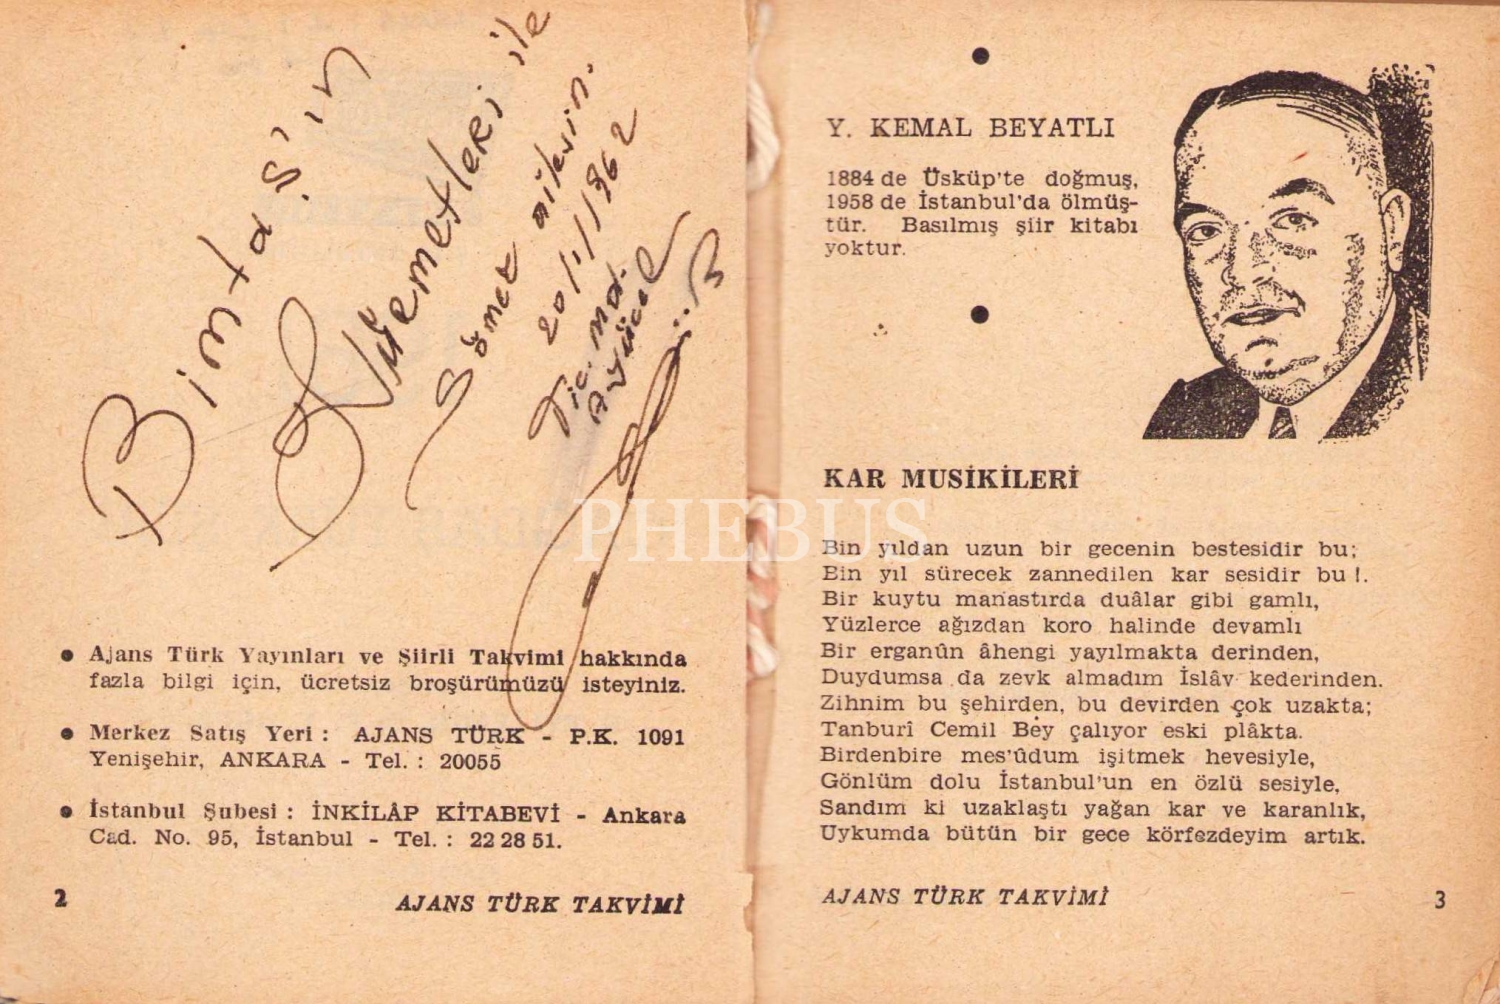 Bimtaş'ın
ile
20/1/1962
Tic. Md.
A. Yücel
● Ajans Türk Yayınları ve Şiirli Takvimi hakkında
fazla bilgi için, ücretsiz broşürümüzü isteyiniz.
● Merkez Satış Yeri : AJANS TÜRK - P.K. 1091
Yenişehir, ANKARA - Tel. : 20055
● İstanbul Şubesi : İNKİLÂP KİTABEVİ - Ankara
Cad. No. 95, İstanbul - Tel. : 22 28 51.
2 AJANS TÜRK TAKVİMİ
PHEBUS
Y. KEMAL BEYATLI
1884 de Üsküp'te doğmuş,
1958 de İstanbul'da ölmüş-
tür. Basılmış şiir kitabı
yoktur.
KAR MUSİKİLERİ
Bin yıldan uzun bir gecenin bestesidir bu;
Bin yıl sürecek zannedilen kar sesidir bu !.
Bir kuytu manastırda duâlar gibi gamlı,
Yüzlerce ağızdan koro halinde devamlı
Bir erganûn âhengi yayılmakta derinden,
Duydumsa da zevk almadım İslâv kederinden.
Zihnim bu şehirden, bu devirden çok uzakta;
Tanburî Cemil Bey çalıyor eski plâkta.
Birdenbire mes'ûdum işitmek hevesiyle,
Gönlüm dolu İstanbul'un en özlü sesiyle,
Sandım ki uzaklaştı yağan kar ve karanlık,
Uykumda bütün bir gece körfezdeyim artık.
AJANS TÜRK TAKVİMİ 3